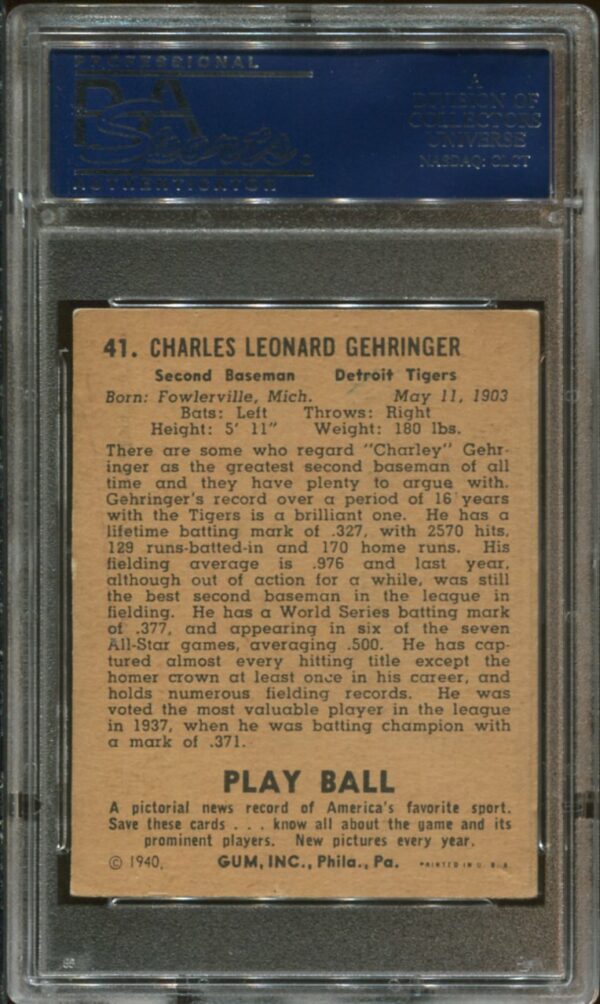 PROFESSIONAL
PSA
Sports
AUTHENTICATOR
A
DIVISION OF
COLLECTORS
UNIVERSE
NASDAQ: CLCT
41. CHARLES LEONARD GEHRINGER
Second Baseman Detroit Tigers
Born: Fowlerville, Mich. May 11, 1903
Bats: Left Throws: Right
Height: 5' 11" Weight: 180 lbs.
There are some who regard "Charley" Gehr-
inger as the greatest second baseman of all
time and they have plenty to argue with.
Gehringer's record over a period of 16 years
with the Tigers is a brilliant one. He has a
lifetime batting mark of .327, with 2570 hits,
129 runs-batted-in and 170 home runs. His
fielding average is .976 and last year,
although out of action for a while, was still
the best second baseman in the league in
fielding. He has a World Series batting mark
of .377, and appearing in six of the seven
All-Star games, averaging .500. He has cap-
tured almost every hitting title except the
homer crown at least once in his career, and
holds numerous fielding records. He was
voted the most valuable player in the league
in 1937, when he was batting champion with
a mark of .371.
PLAY BALL
A pictorial news record of America's favorite sport.
Save these cards . . . know all about the game and its
prominent players. New pictures every year.
© 1940, GUM, INC., Phila., Pa. PRINTED IN U. S. A.